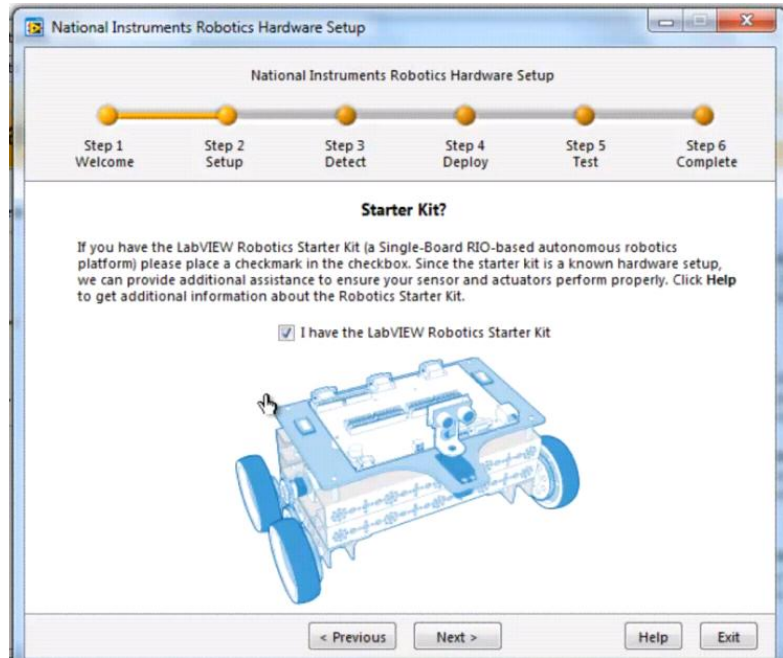 National Instruments Robotics Hardware Setup
National Instruments Robotics Hardware Setup
Step 1 Step 2 Step 3 Step 4 Step 5 Step 6
Welcome Setup Detect Deploy Test Complete
Starter Kit?
If you have the LabVIEW Robotics Starter Kit (a Single-Board RIO-based autonomous robotics
platform) please place a checkmark in the checkbox. Since the starter kit is a known hardware setup,
we can provide additional assistance to ensure your sensor and actuators perform properly. Click Help
to get additional information about the Robotics Starter Kit.
I have the LabVIEW Robotics Starter Kit
< Previous Next > Help Exit